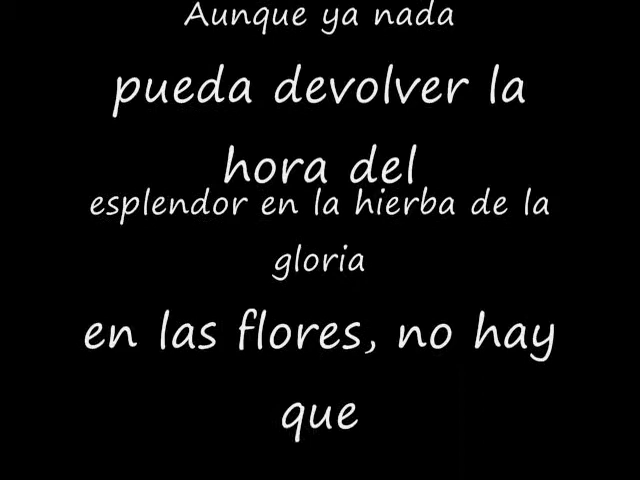 Aunque ya nada
pueda devolver la
hora del
esplendor en la hierba de la
gloria
en las flores, no hay
que